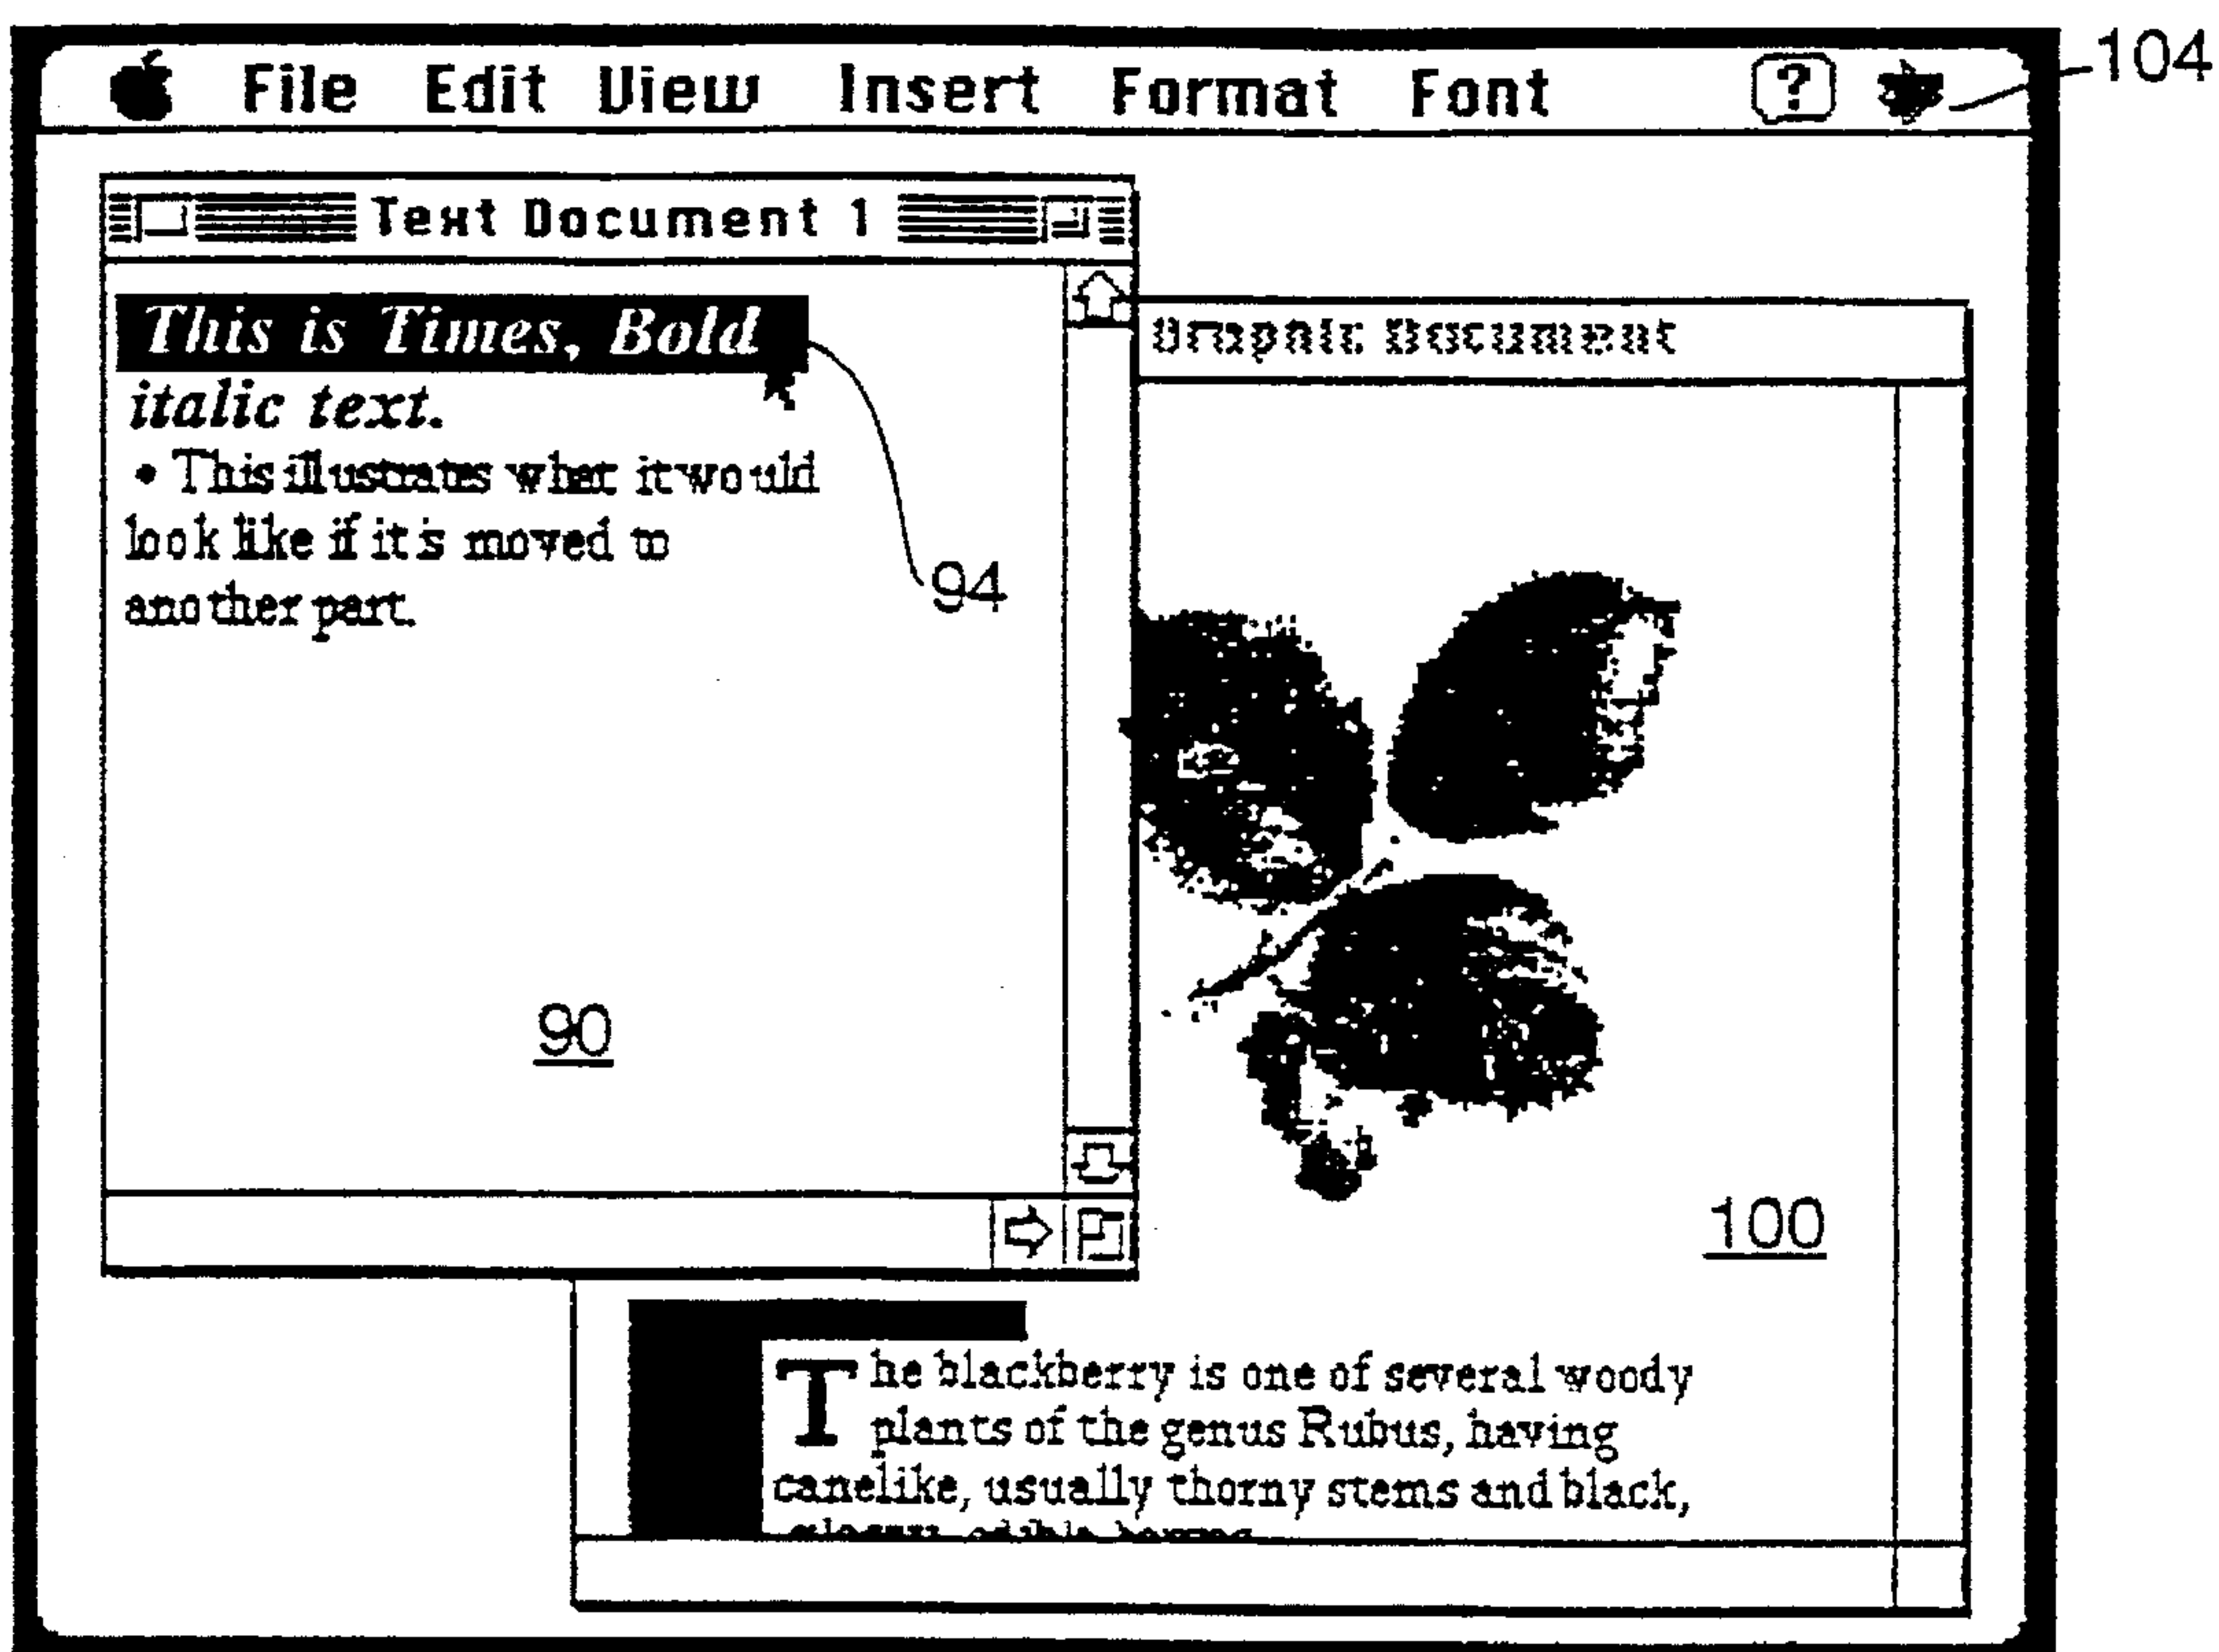 File Edit View Insert Format Font ?
104
Text Document 1
This is Times, Bold
italic text.
• This illustrates what it would
look like if it's moved to
another part.
94
90
Graphic Document
100
The blackberry is one of several woody
plants of the genus Rubus, having
canelike, usually thorny stems and black,